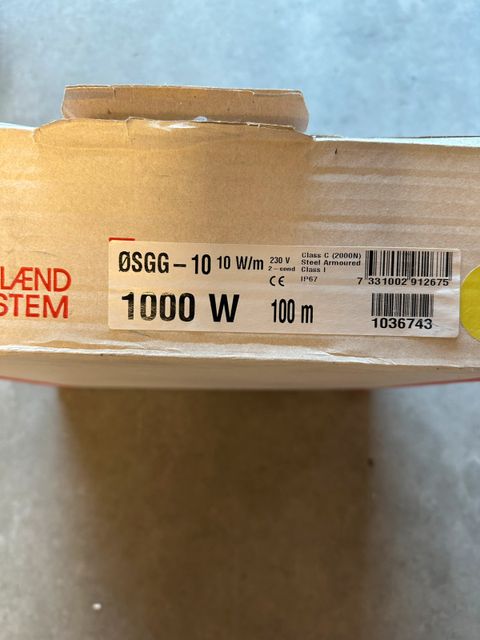 LÆND
STEM
ØSGG – 10 10 W/m 230 V
2-cond
Class C (2000N)
Steel Armoured
Class I
IP67
CE
1000 W 100 m
7 331002 912675
1036743